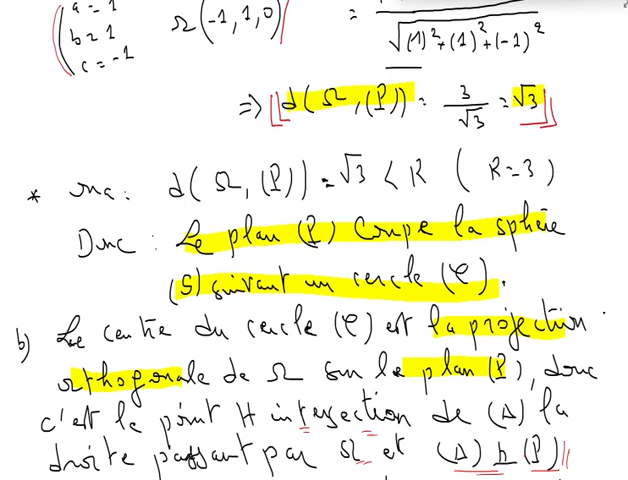 a = 1
b = 1
c = -1
Ω(-1, 1, 0)
=
√(1)²+(1)²+(-1)²
=> d(Ω, (P)) = 3/√3 = √3
* ona : d(Ω, (P)) = √3 < R ( R = 3 )
Donc : Le plan (P) coupe la sphère
(S) suivant un cercle (𝒞).
b) Le centre du cercle (𝒞) est la projection
orthogonale de Ω sur le plan (P), donc
c'est le point H intersection de (Δ) la
droite passant par Ω et (Δ) ⊥ (P)